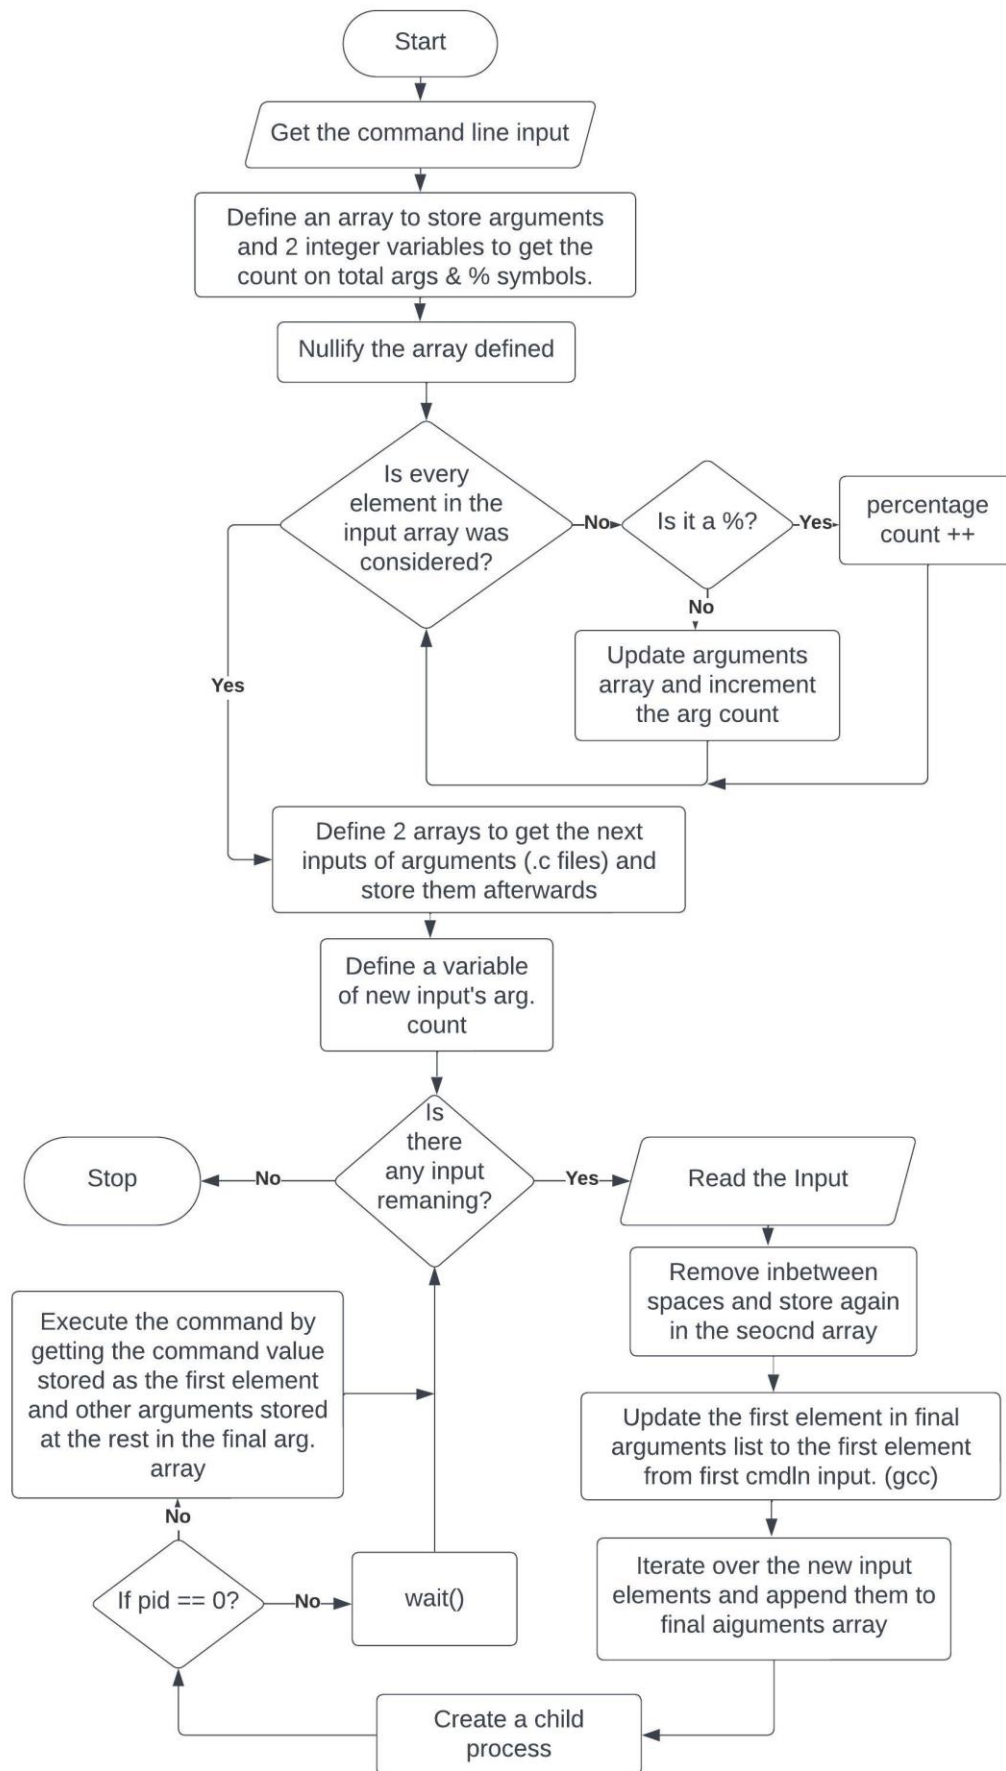 Start
Get the command line input
Define an array to store arguments
and 2 integer variables to get the
count on total args & % symbols.
Nullify the array defined
Is every
element in the
input array was
considered?
No
Is it a %?
Yes
percentage
count ++
No
Update arguments
array and increment
the arg count
Yes
Define 2 arrays to get the next
inputs of arguments (.c files) and
store them afterwards
Define a variable
of new input's arg.
count
Is
there
any input
remaning?
No
Stop
Yes
Read the Input
Remove inbetween
spaces and store again
in the seocnd array
Update the first element in final
arguments list to the first element
from first cmdln input. (gcc)
Iterate over the new input
elements and append them to
final aiguments array
Create a child
process
If pid == 0?
No
wait()
No
Execute the command by
getting the command value
stored as the first element
and other arguments stored
at the rest in the final arg.
array